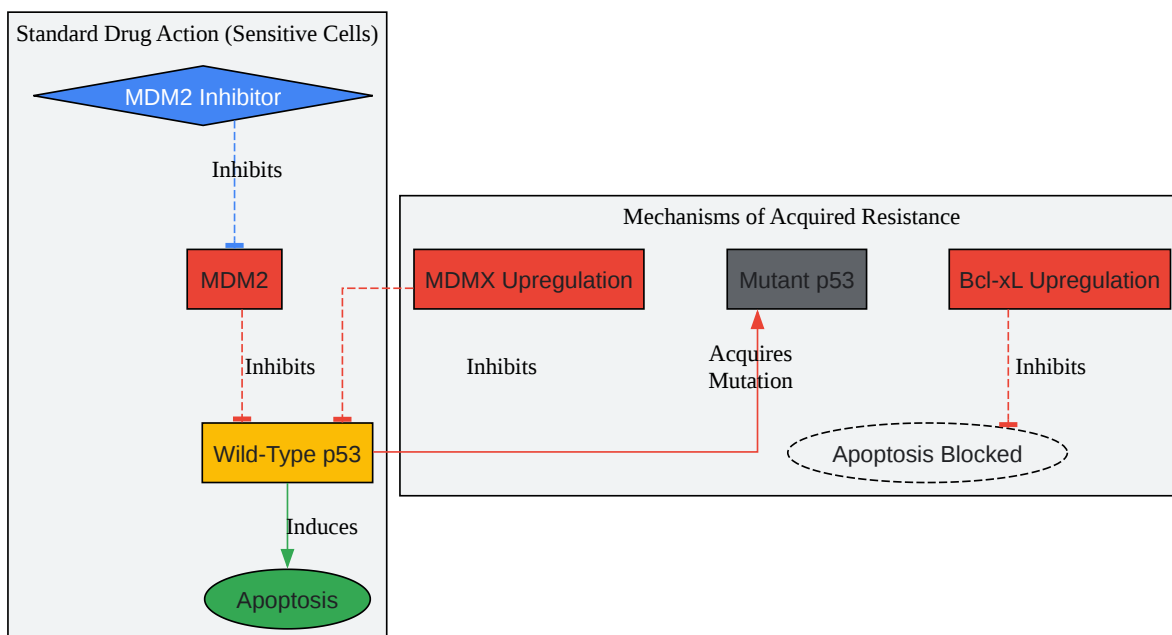 Standard Drug Action (Sensitive Cells)
MDM2 Inhibitor
Inhibits
MDM2
Inhibits
Wild-Type p53
Induces
Apoptosis
Mechanisms of Acquired Resistance
MDMX Upregulation
Mutant p53
Bcl-xL Upregulation
Inhibits
Acquires
Mutation
Inhibits
Apoptosis Blocked